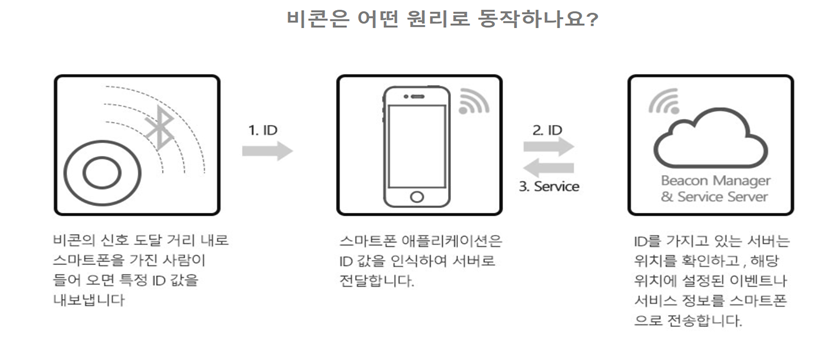 비콘은 어떤 원리로 동작하나요?
1. ID
2. ID
3. Service
Beacon Manager
& Service Server
비콘의 신호 도달 거리 내로
스마트폰을 가진 사람이
들어 오면 특정 ID 값을
내보냅니다
스마트폰 애플리케이션은
ID 값을 인식하여 서버로
전달합니다.
ID를 가지고 있는 서버는
위치를 확인하고 , 해당
위치에 설정된 이벤트나
서비스 정보를 스마트폰
으로 전송합니다.